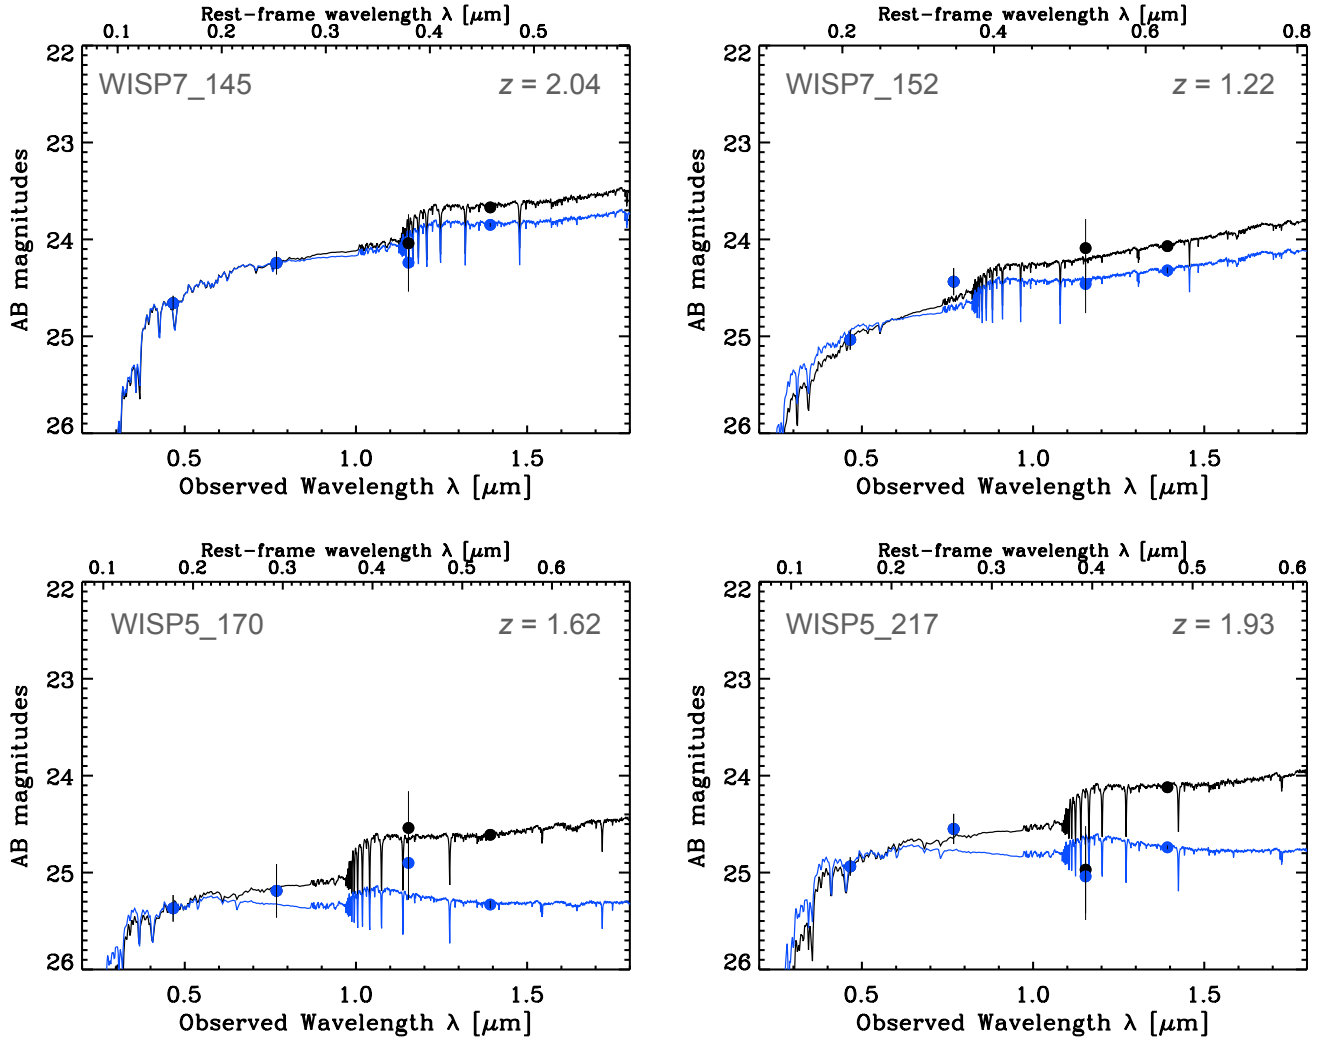 Rest-frame wavelength λ [μm]
0.1 0.2 0.3 0.4 0.5
22
23
24
25
26
AB magnitudes
WISP7_145 z = 2.04
0.5 1.0 1.5
Observed Wavelength λ [μm]
Rest-frame wavelength λ [μm]
0.2 0.4 0.6 0.8
22
23
24
25
26
AB magnitudes
WISP7_152 z = 1.22
0.5 1.0 1.5
Observed Wavelength λ [μm]
Rest-frame wavelength λ [μm]
0.1 0.2 0.3 0.4 0.5 0.6
22
23
24
25
26
AB magnitudes
WISP5_170 z = 1.62
0.5 1.0 1.5
Observed Wavelength λ [μm]
Rest-frame wavelength λ [μm]
0.1 0.2 0.3 0.4 0.5 0.6
22
23
24
25
26
AB magnitudes
WISP5_217 z = 1.93
0.5 1.0 1.5
Observed Wavelength λ [μm]